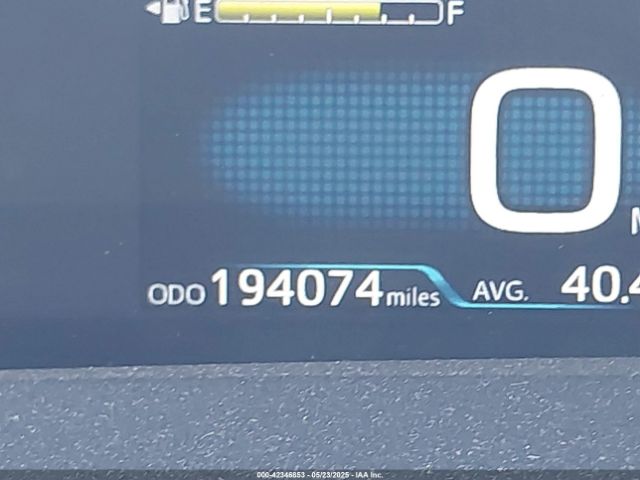 E F
0
ODO 194074 miles AVG. 40.4
000-42346853 - 05/23/2025 - IAA Inc.